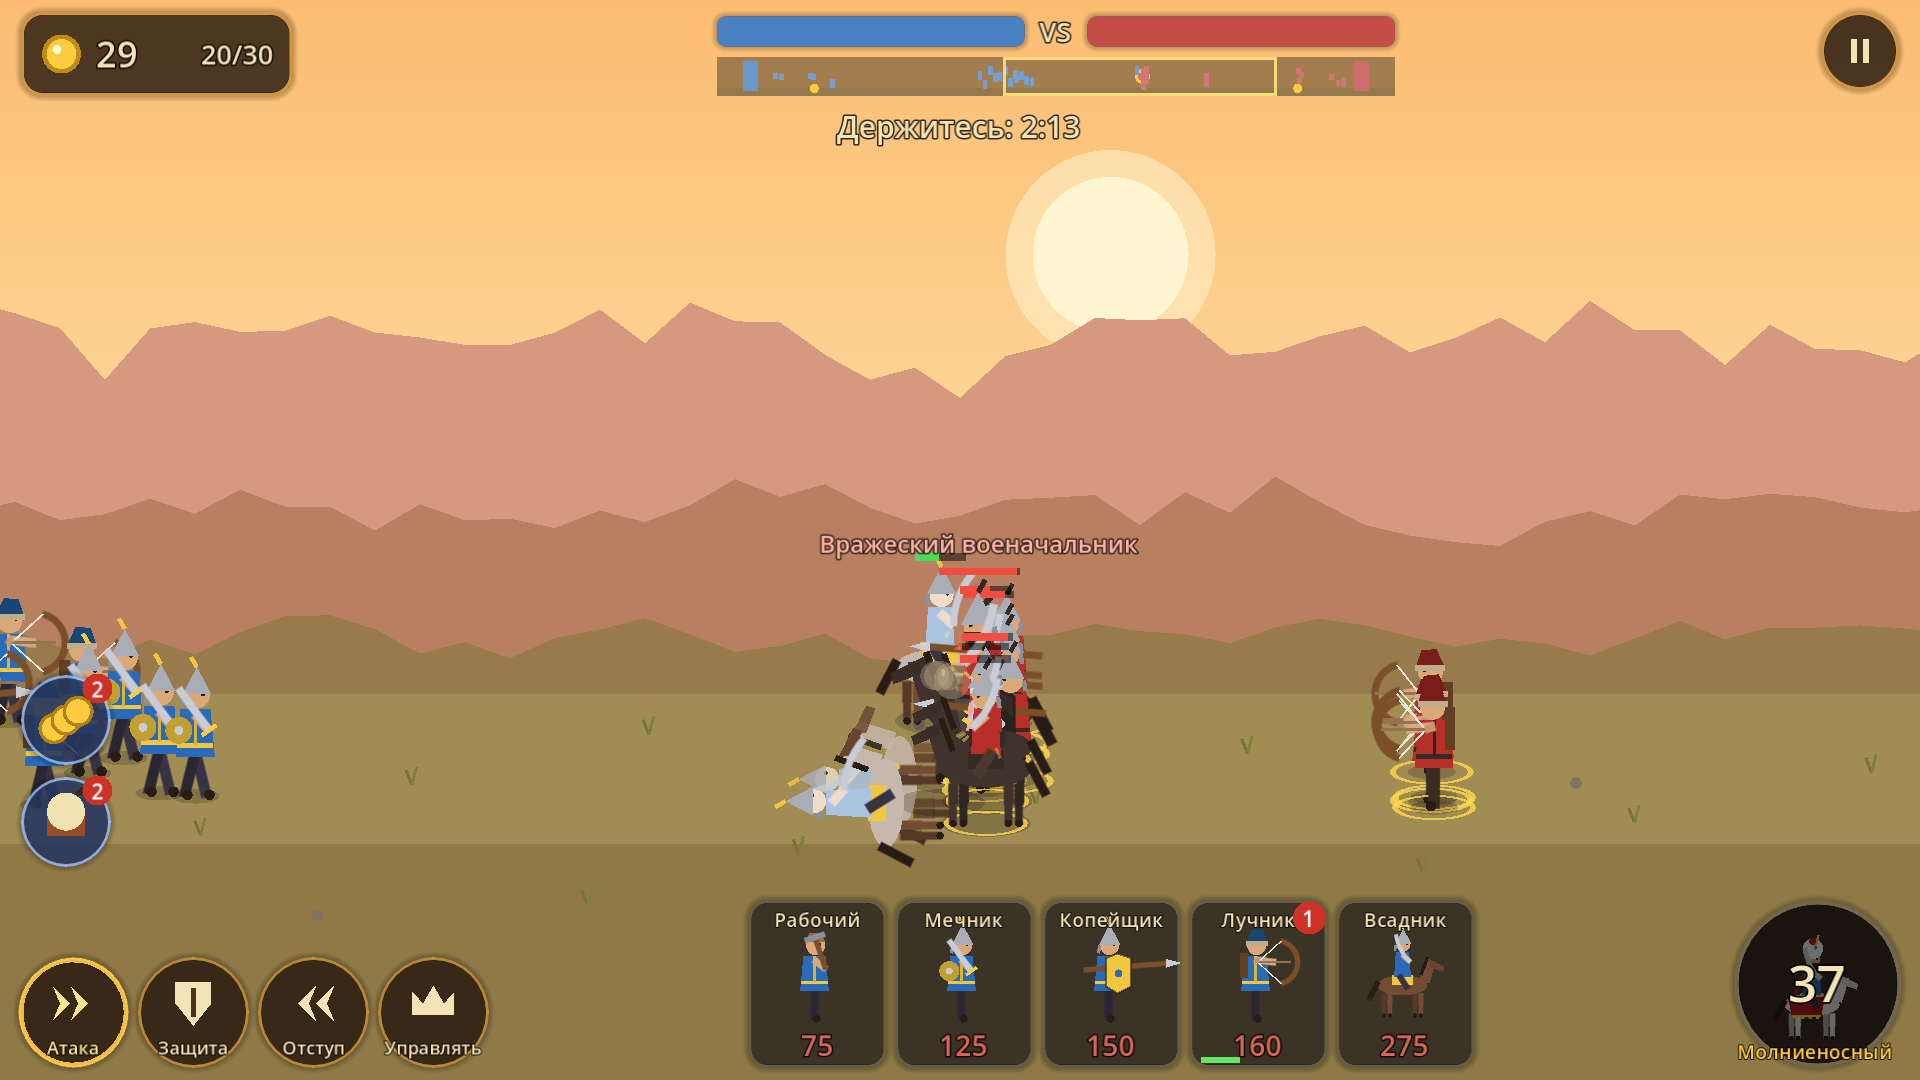 29 20/30
VS
Держитесь: 2:13
Вражеский военачальник
2
2
Рабочий Мечник Копейщик Лучник 1 Всадник
75 125 150 160 275
37
Молниеносный
Атака Защита Отступ Управлять